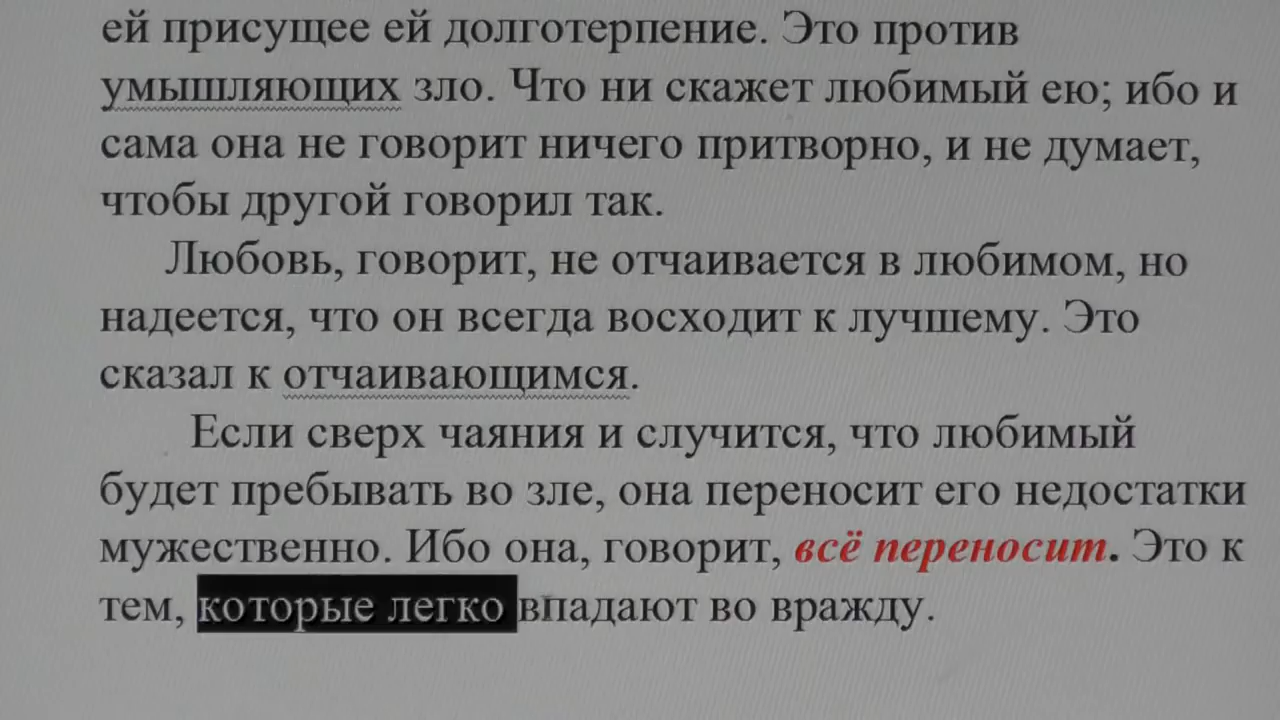 ей присущее ей долготерпение. Это против
умышляющих зло. Что ни скажет любимый ею; ибо и
сама она не говорит ничего притворно, и не думает,
чтобы другой говорил так.
Любовь, говорит, не отчаивается в любимом, но
надеется, что он всегда восходит к лучшему. Это
сказал к отчаивающимся.
Если сверх чаяния и случится, что любимый
будет пребывать во зле, она переносит его недостатки
мужественно. Ибо она, говорит, всё переносит. Это к
тем, которые легко впадают во вражду.